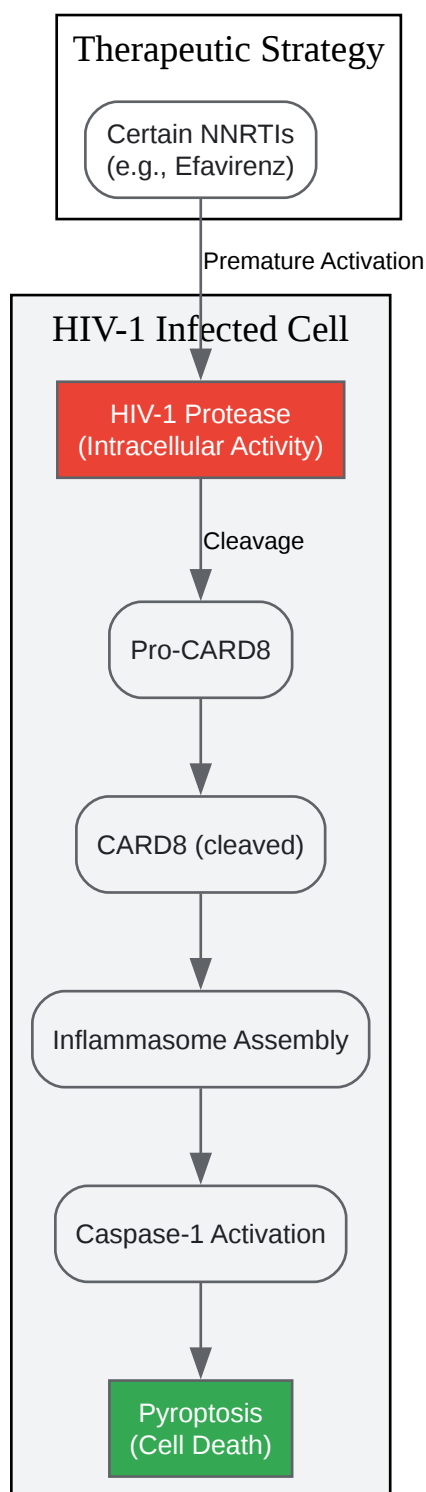 Therapeutic Strategy
Certain NNRTIs
(e.g., Efavirenz)
Premature Activation
HIV-1 Infected Cell
HIV-1 Protease
(Intracellular Activity)
Cleavage
Pro-CARD8
CARD8 (cleaved)
Inflammasome Assembly
Caspase-1 Activation
Pyroptosis
(Cell Death)